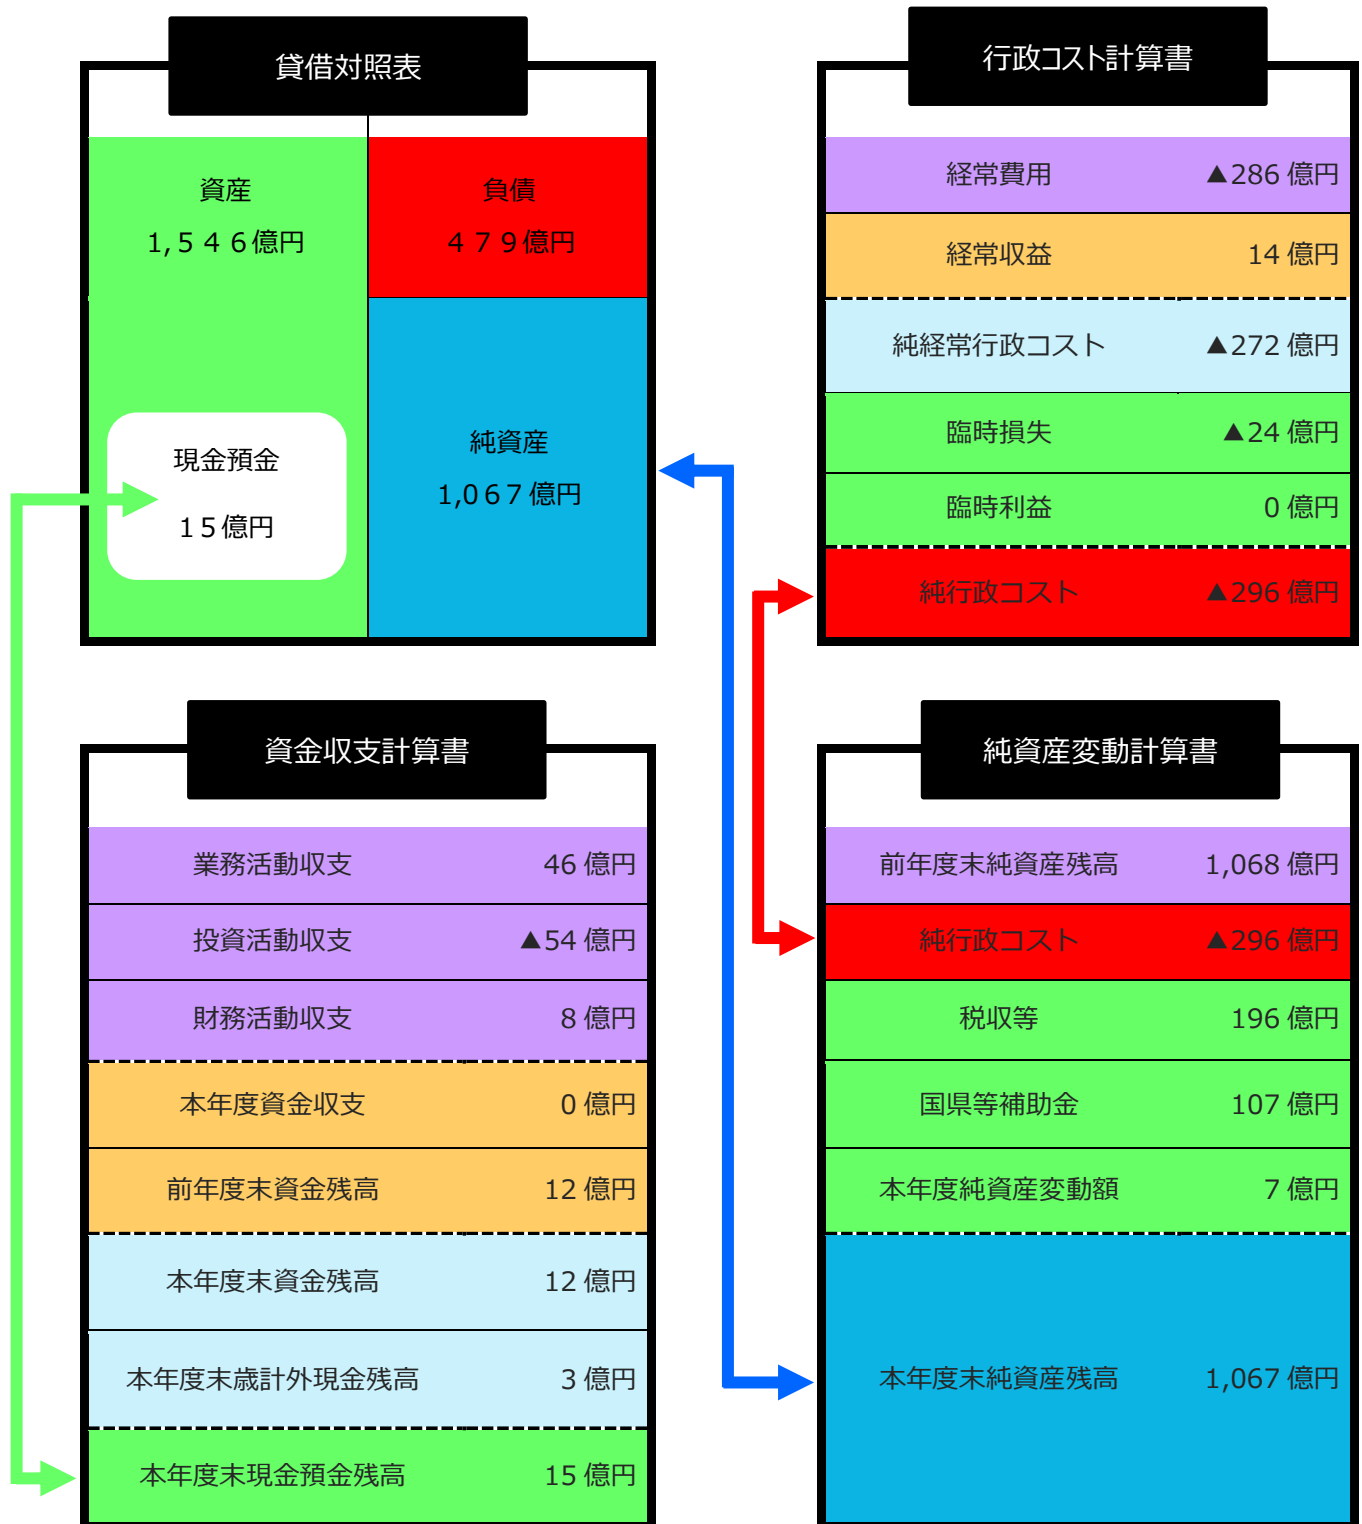 貸借対照表
資産
1,５４６億円
負債
４７９億円
現金預金
１５億円
純資産
1,0６７億円
行政コスト計算書
経常費用 ▲286 億円
経常収益 14 億円
純経常行政コスト ▲272 億円
臨時損失 ▲24 億円
臨時利益 0 億円
純行政コスト ▲296 億円
資金収支計算書
業務活動収支 46 億円
投資活動収支 ▲54 億円
財務活動収支 8 億円
本年度資金収支 0 億円
前年度末資金残高 12 億円
本年度末資金残高 12 億円
本年度末歳計外現金残高 3 億円
本年度末現金預金残高 15 億円
純資産変動計算書
前年度末純資産残高 1,068 億円
純行政コスト ▲296 億円
税収等 196 億円
国県等補助金 107 億円
本年度純資産変動額 7 億円
本年度末純資産残高 1,067 億円